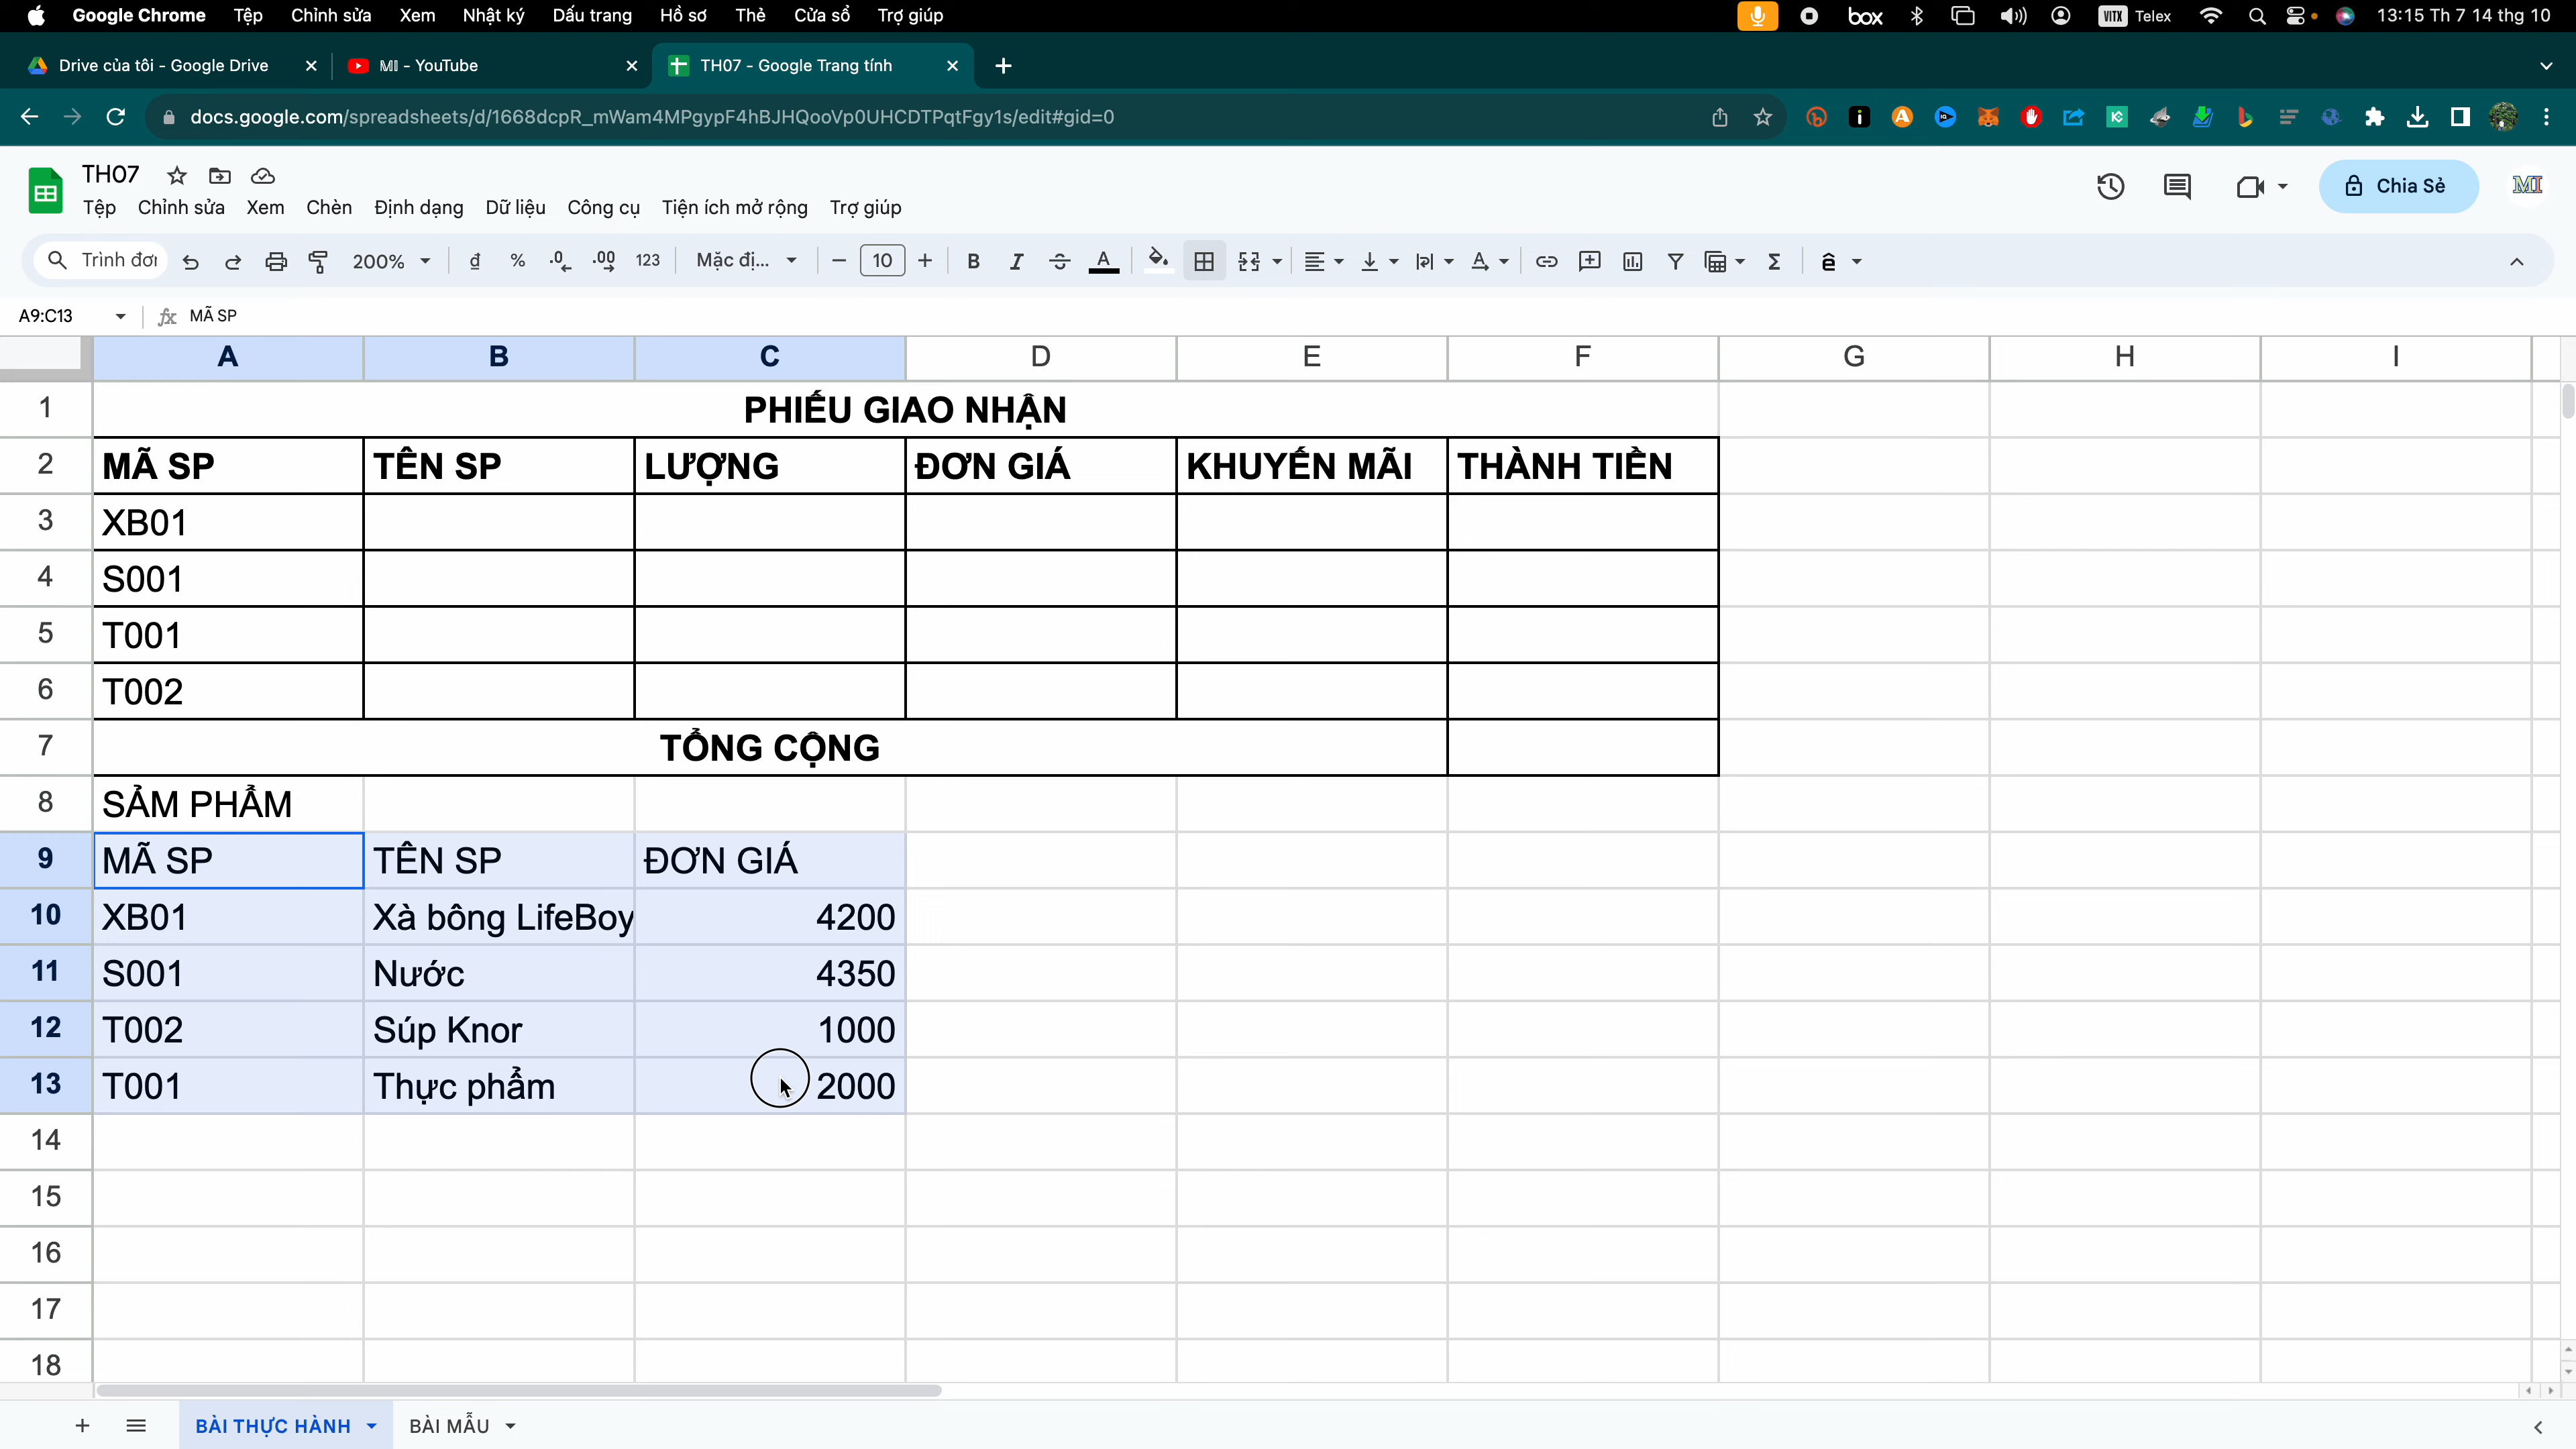 Google Chrome Tệp Chỉnh sửa Xem Nhật ký Dấu trang Hồ sơ Thẻ Cửa sổ Trợ giúp box VITX Telex 13:15 Th 7 14 thg 10
Drive của tôi - Google Drive MI - YouTube TH07 - Google Trang tính
docs.google.com/spreadsheets/d/1668dcpR_mWam4MPgypF4hBJHQooVp0UHCDTPqtFgy1s/edit#gid=0
TH07
Tệp Chỉnh sửa Xem Chèn Định dạng Dữ liệu Công cụ Tiện ích mở rộng Trợ giúp Chia Sẻ MI
Trình đơn 200% đ % .0 .00 123 Mặc đị... 10 B I A
A9:C13 fx MÃ SP
A B C D E F G H I
1 PHIẾU GIAO NHẬN
2 MÃ SP TÊN SP LƯỢNG ĐƠN GIÁ KHUYẾN MÃI THÀNH TIỀN
3 XB01
4 S001
5 T001
6 T002
7 TỔNG CỘNG
8 SẢM PHẨM
9 MÃ SP TÊN SP ĐƠN GIÁ
10 XB01 Xà bông LifeBoy 4200
11 S001 Nước 4350
12 T002 Súp Knor 1000
13 T001 Thực phẩm 2000
14
15
16
17
18
BÀI THỰC HÀNH BÀI MẪU